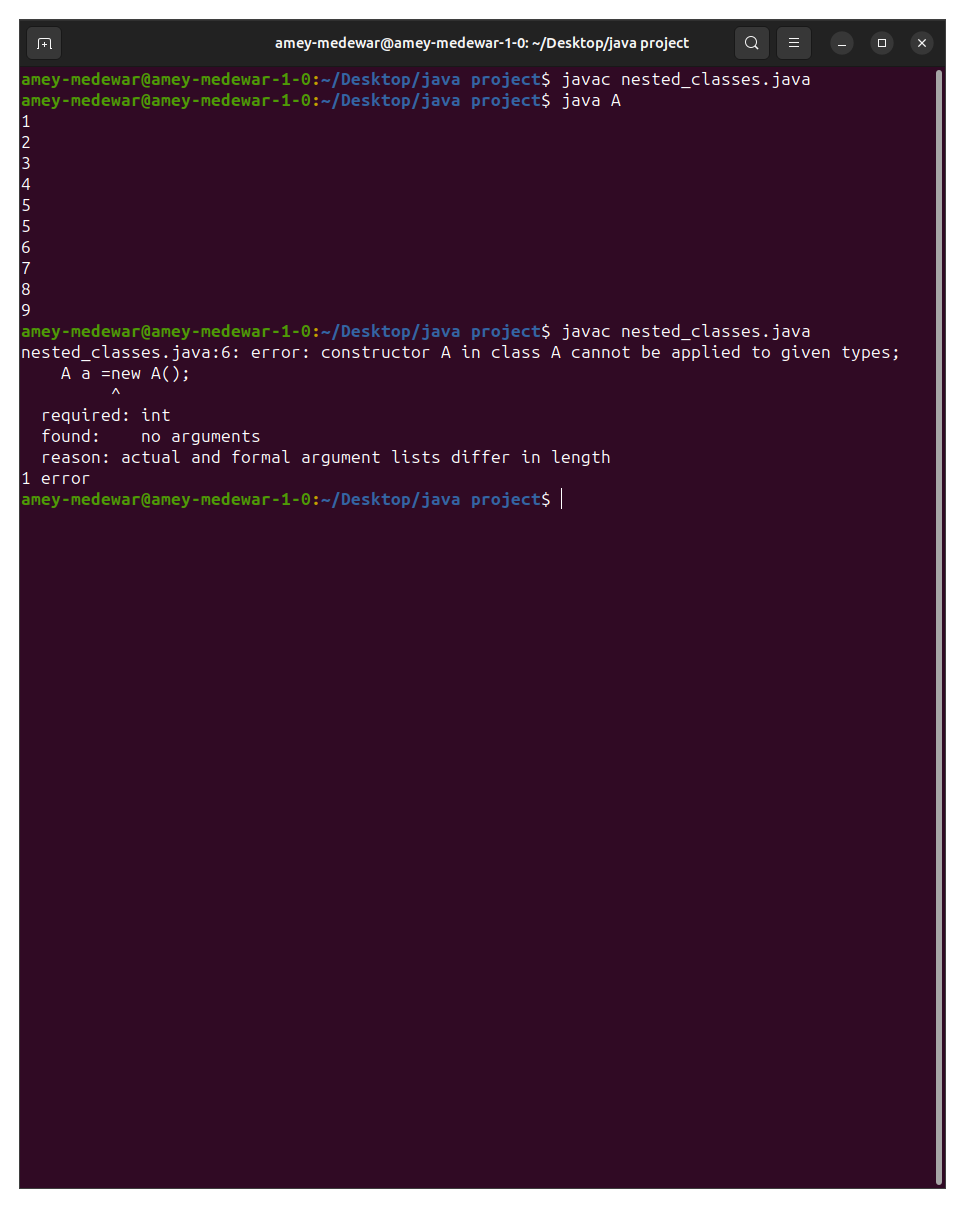 amey-medewar@amey-medewar-1-0: ~/Desktop/java project
amey-medewar@amey-medewar-1-0:~/Desktop/java project$ javac nested_classes.java
amey-medewar@amey-medewar-1-0:~/Desktop/java project$ java A
1
2
3
4
5
5
6
7
8
9
amey-medewar@amey-medewar-1-0:~/Desktop/java project$ javac nested_classes.java
nested_classes.java:6: error: constructor A in class A cannot be applied to given types;
    A a =new A();
         ^
  required: int
  found:    no arguments
  reason: actual and formal argument lists differ in length
1 error
amey-medewar@amey-medewar-1-0:~/Desktop/java project$